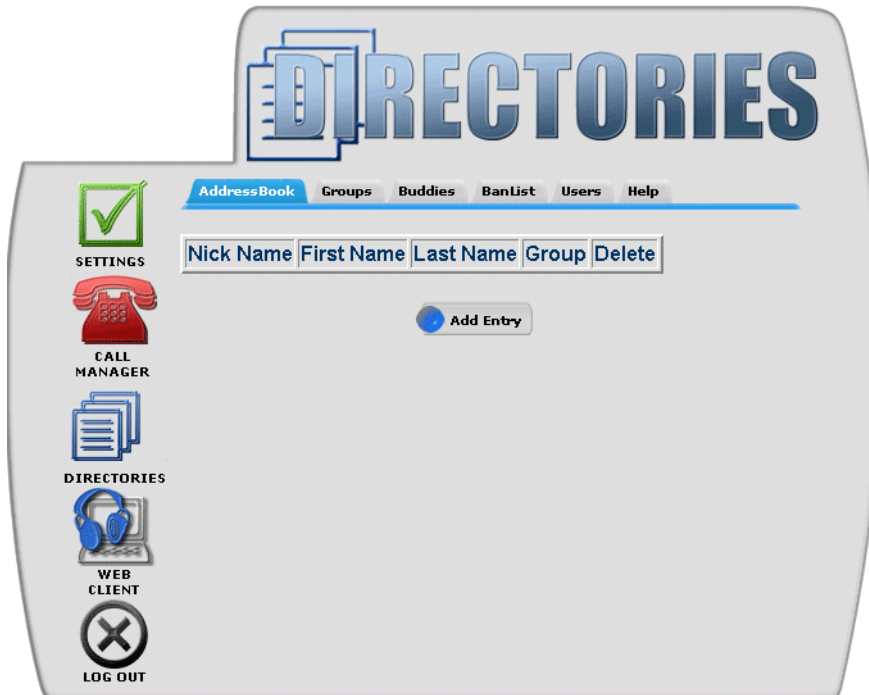 DIRECTORIES
AddressBook Groups Buddies BanList Users Help
SETTINGS
Nick Name First Name Last Name Group Delete
Add Entry
CALL
MANAGER
DIRECTORIES
WEB
CLIENT
LOG OUT